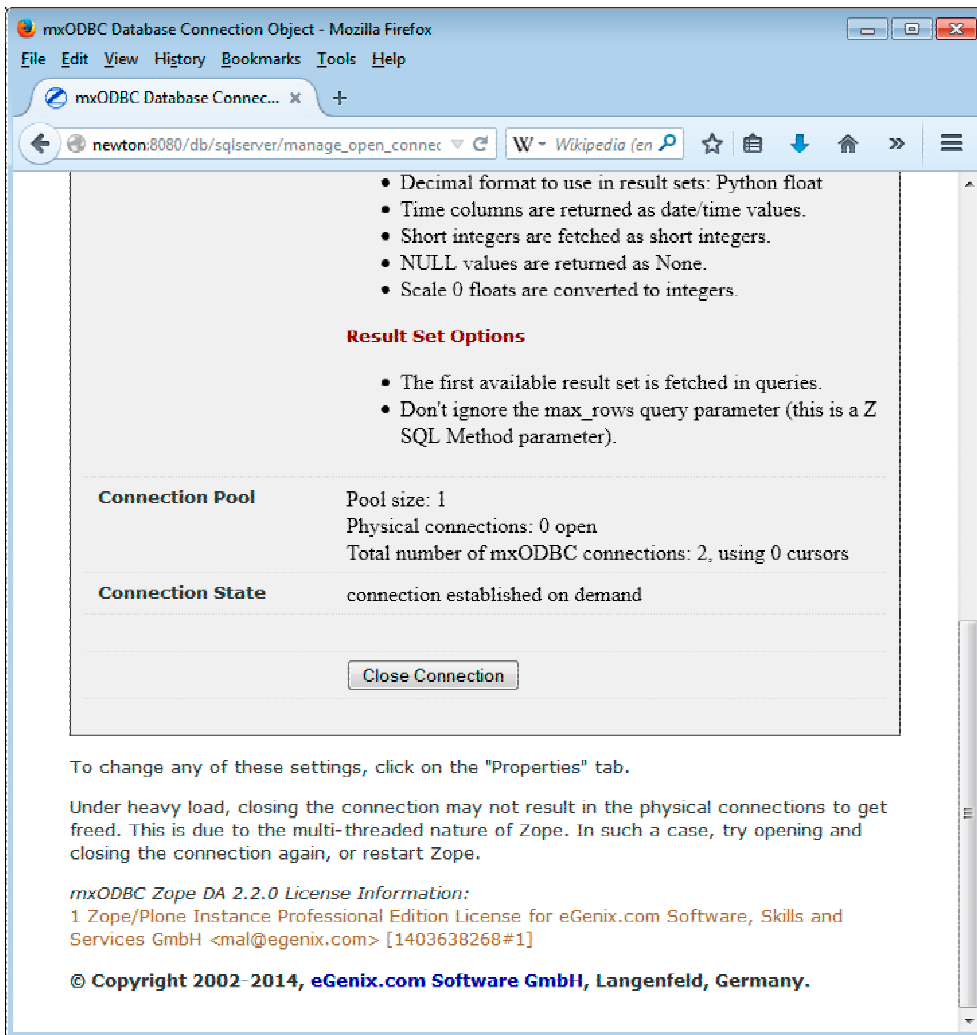 mxODBC Database Connection Object - Mozilla Firefox
File Edit View History Bookmarks Tools Help
mxODBC Database Connec... × +
newton:8080/db/sqlserver/manage_open_connec W Wikipedia (en
• Decimal format to use in result sets: Python float
• Time columns are returned as date/time values.
• Short integers are fetched as short integers.
• NULL values are returned as None.
• Scale 0 floats are converted to integers.
Result Set Options
• The first available result set is fetched in queries.
• Don't ignore the max_rows query parameter (this is a Z
SQL Method parameter).
Connection Pool Pool size: 1
Physical connections: 0 open
Total number of mxODBC connections: 2, using 0 cursors
Connection State connection established on demand
Close Connection
To change any of these settings, click on the "Properties" tab.
Under heavy load, closing the connection may not result in the physical connections to get
freed. This is due to the multi-threaded nature of Zope. In such a case, try opening and
closing the connection again, or restart Zope.
mxODBC Zope DA 2.2.0 License Information:
1 Zope/Plone Instance Professional Edition License for eGenix.com Software, Skills and
Services GmbH <mal@egenix.com> [1403638268#1]
© Copyright 2002-2014, eGenix.com Software GmbH, Langenfeld, Germany.